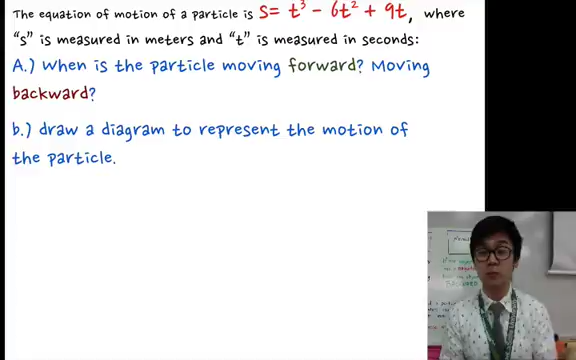 The equation of motion of a particle is s= t³ - 6t² + 9t, where
"s" is measured in meters and "t" is measured in seconds:
A.) When is the particle moving forward? Moving
backward?
b.) draw a diagram to represent the motion of
the particle.